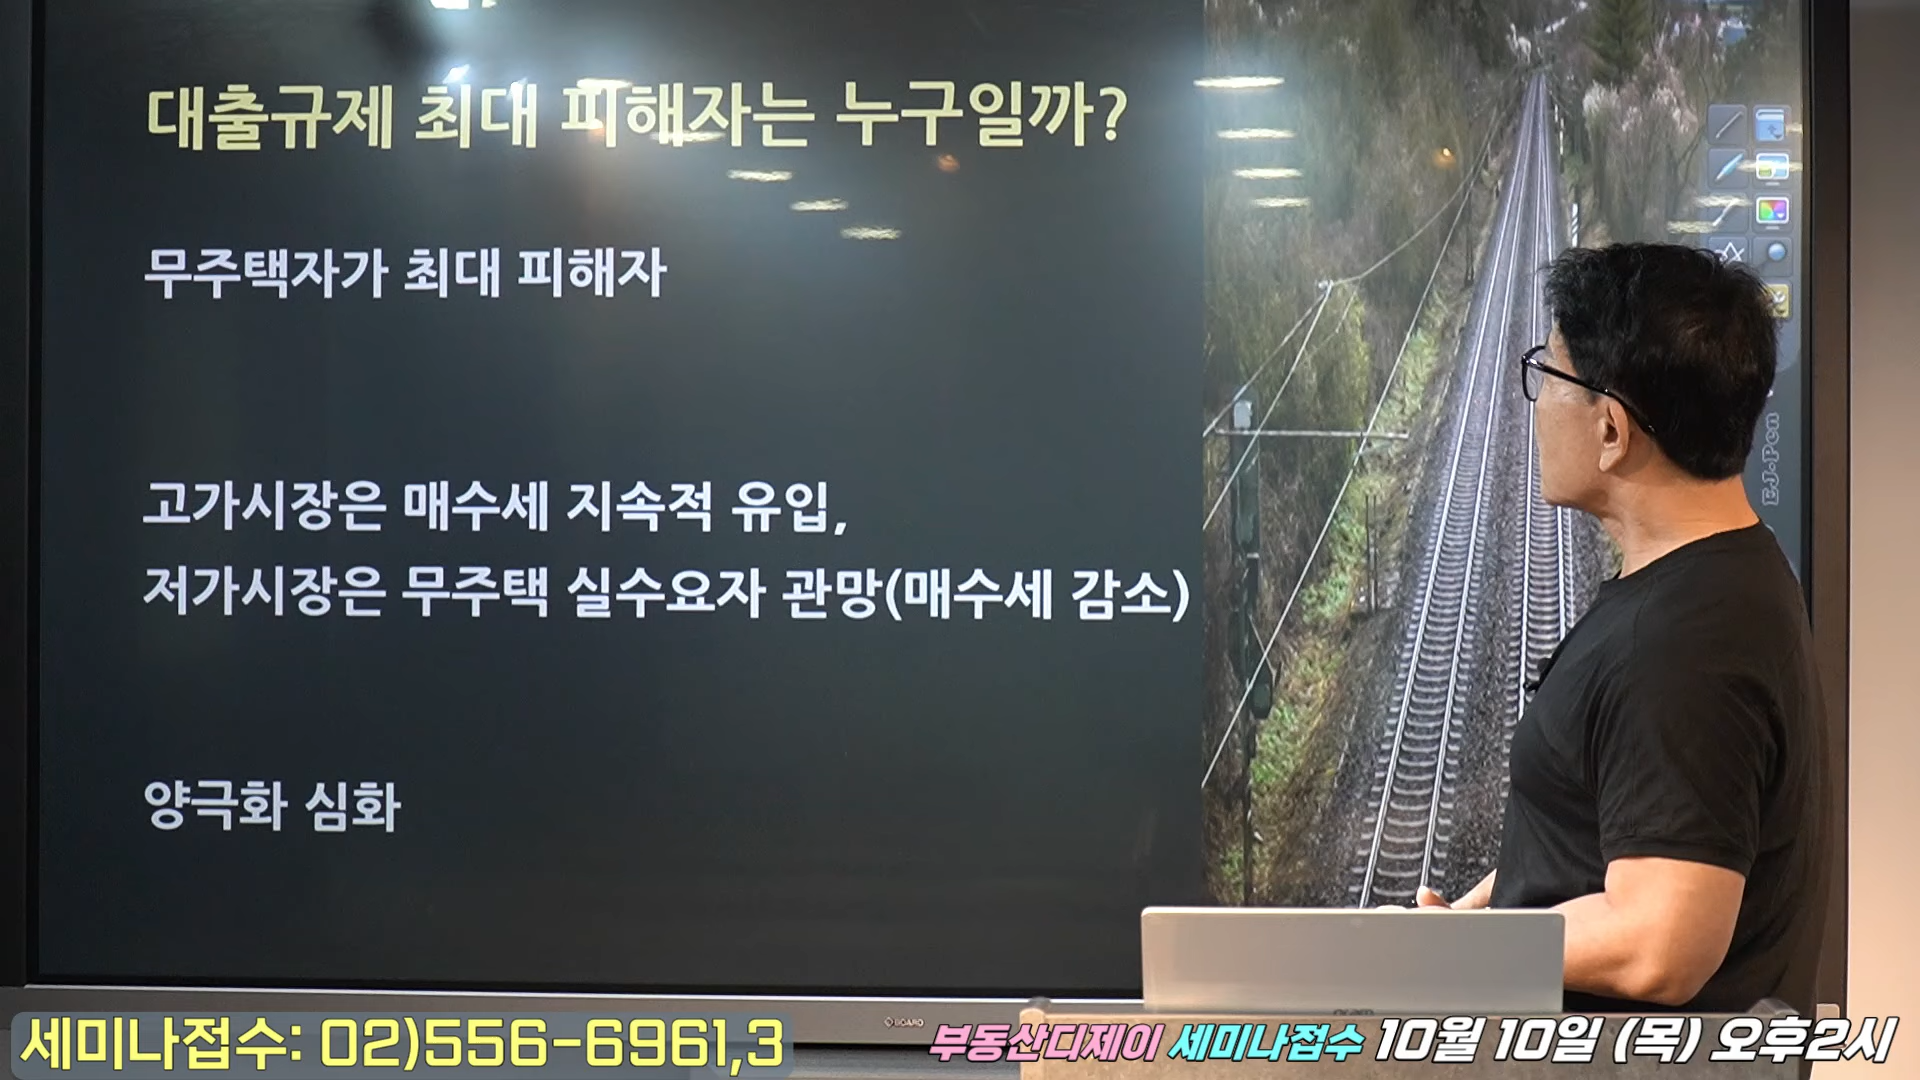 대출규제 최대 피해자는 누구일까?
무주택자가 최대 피해자
고가시장은 매수세 지속적 유입,
저가시장은 무주택 실수요자 관망(매수세 감소)
양극화 심화
EJ-Pen
BOARD
세미나접수: 02)556-6961,3
부동산디제이 세미나접수 10월 10일 (목) 오후2시